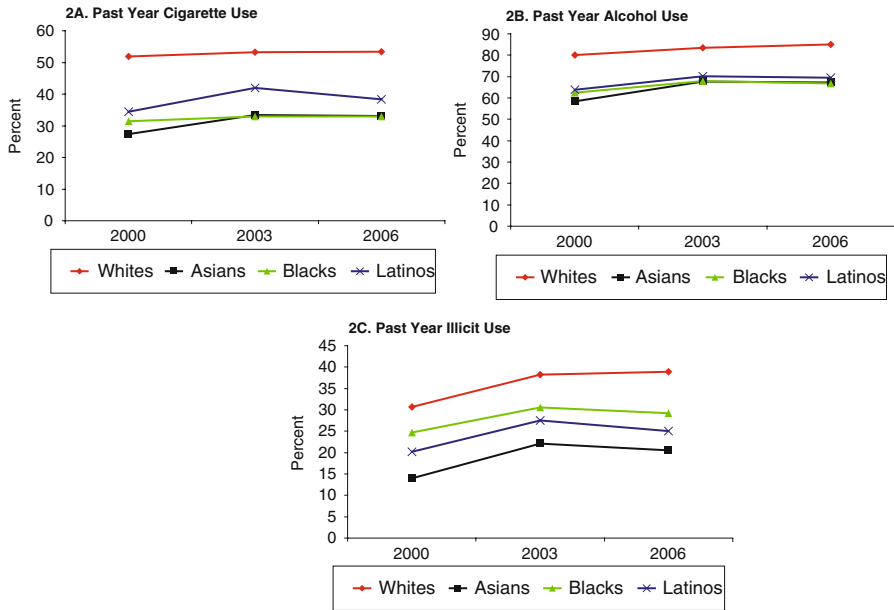 2A. Past Year Cigarette Use
60
50
40
30
20
10
0
Percent
2000 2003 2006
Whites Asians Blacks Latinos
2B. Past Year Alcohol Use
90
80
70
60
50
40
30
20
10
0
Percent
2000 2003 2006
Whites Asians Blacks Latinos
2C. Past Year Illicit Use
45
40
35
30
25
20
15
10
5
0
Percent
2000 2003 2006
Whites Asians Blacks Latinos